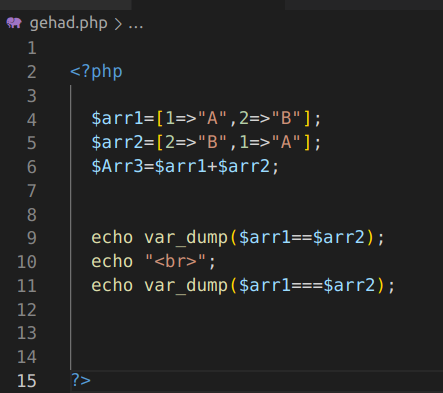 gehad.php > ...
1
2 <?php
3
4 $arr1=[1=>"A",2=>"B"];
5 $arr2=[2=>"B",1=>"A"];
6 $Arr3=$arr1+$arr2;
7
8
9 echo var_dump($arr1==$arr2);
10 echo "<br>";
11 echo var_dump($arr1===$arr2);
12
13
14
15 ?>